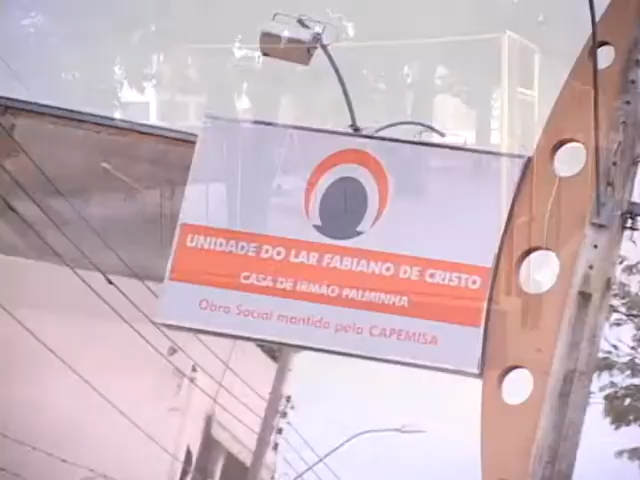 UNIDADE DO LAR FABIANO DE CRISTO
CASA DE IRMÃO PALMINHA
Obra Social mantida pela CAPEMISA